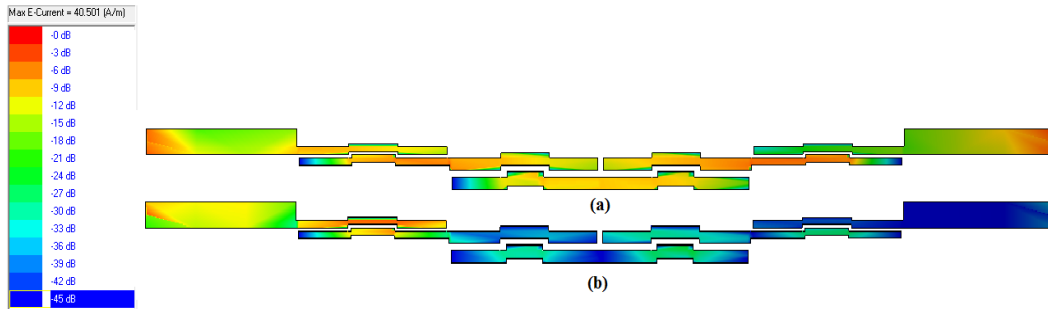 Max E-Current = 40.501 (A/m)
-0 dB
-3 dB
-6 dB
-9 dB
-12 dB
-15 dB
-18 dB
-21 dB
-24 dB
-27 dB
-30 dB
-33 dB
-36 dB
-39 dB
-42 dB
-45 dB
(a)
(b)